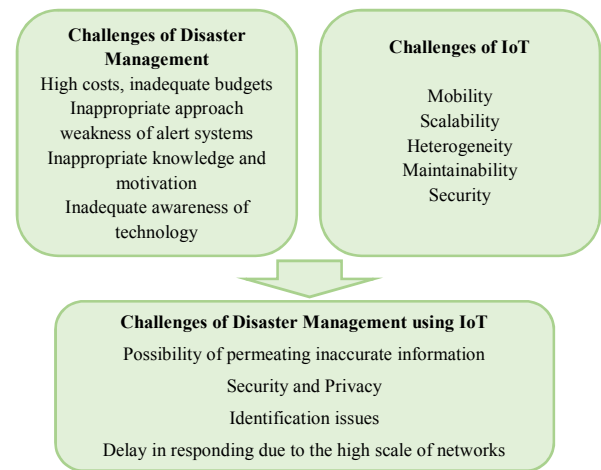 Challenges of Disaster
Management
High costs, inadequate budgets
Inappropriate approach
weakness of alert systems
Inappropriate knowledge and
motivation
Inadequate awareness of
technology
Challenges of IoT
Mobility
Scalability
Heterogeneity
Maintainability
Security
Challenges of Disaster Management using IoT
Possibility of permeating inaccurate information
Security and Privacy
Identification issues
Delay in responding due to the high scale of networks